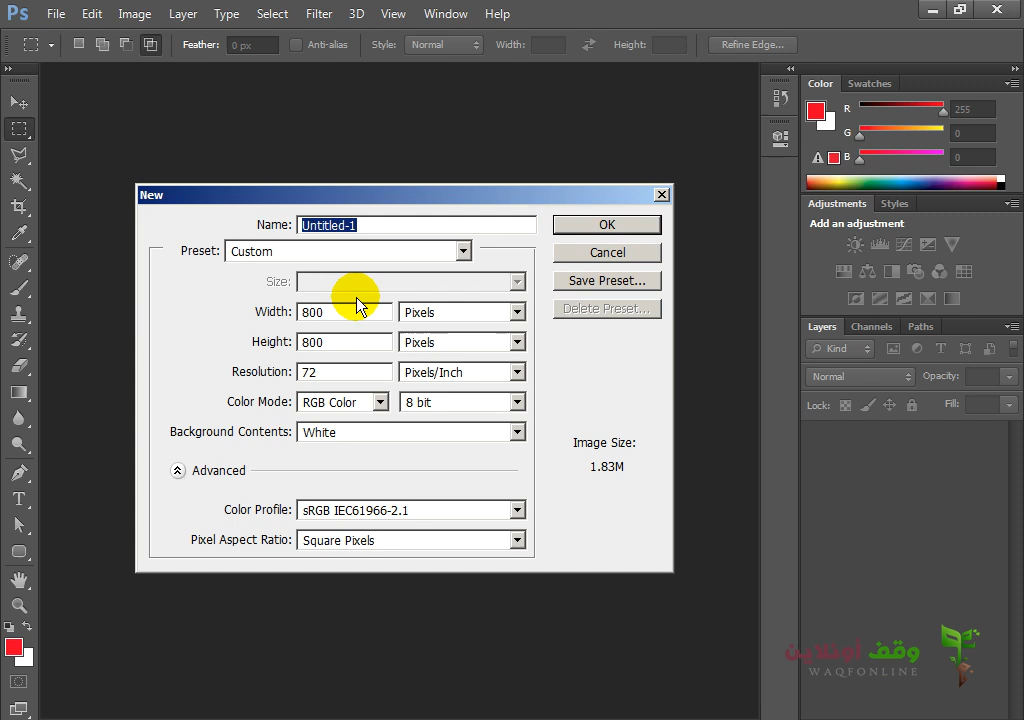 Ps File Edit Image Layer Type Select Filter 3D View Window Help
Feather: 0 px Anti-alias Style: Normal Width: Height: Refine Edge...
Color Swatches
R 255
G 0
B 0
Adjustments Styles
Add an adjustment
Layers Channels Paths
Kind
Normal Opacity:
Lock: Fill:
New
Name: Untitled-1 OK
Preset: Custom Cancel
Size: Save Preset...
Width: 800 Pixels Delete Preset...
Height: 800 Pixels
Resolution: 72 Pixels/Inch
Color Mode: RGB Color 8 bit
Background Contents: White
Image Size:
1.83M
Advanced
Color Profile: sRGB IEC61966-2.1
Pixel Aspect Ratio: Square Pixels
وقف أونلاين
WAQFONLINE